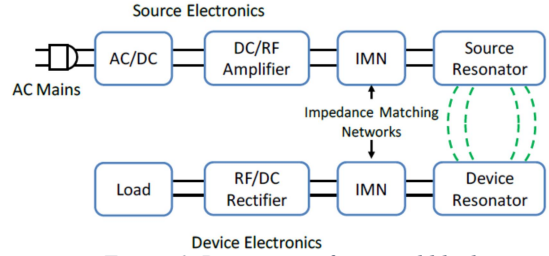 Source Electronics
AC Mains
AC/DC
DC/RF
Amplifier
IMN
Source
Resonator
Impedance Matching
Networks
Load
RF/DC
Rectifier
IMN
Device
Resonator
Device Electronics